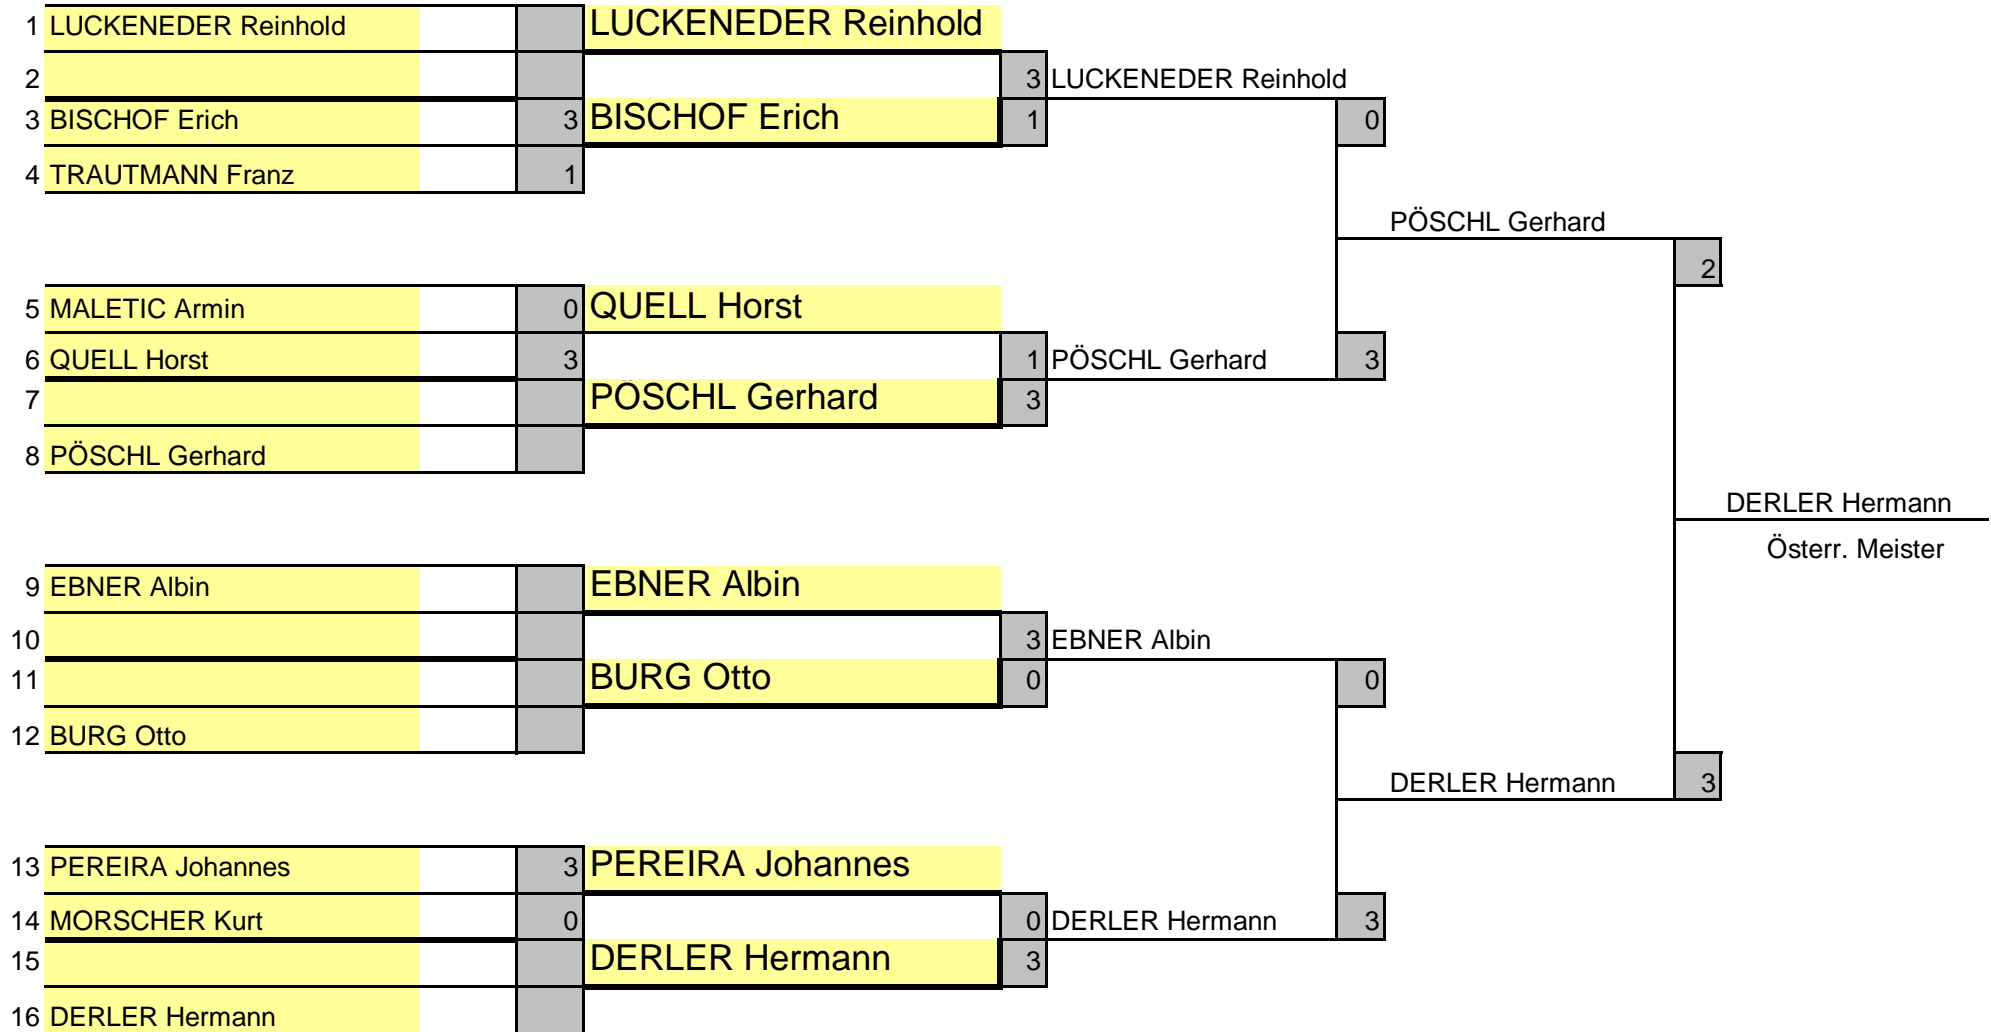 1 LUCKENEDER Reinhold LUCKENEDER Reinhold
2 3 LUCKENEDER Reinhold
3 BISCHOF Erich 3 BISCHOF Erich 1 0
4 TRAUTMANN Franz 1
PÖSCHL Gerhard
2
5 MALETIC Armin 0 QUELL Horst
6 QUELL Horst 3 1 PÖSCHL Gerhard 3
7 PÖSCHL Gerhard 3
8 PÖSCHL Gerhard
DERLER Hermann
Österr. Meister
9 EBNER Albin EBNER Albin
10 3 EBNER Albin
11 BURG Otto 0 0
12 BURG Otto
DERLER Hermann 3
13 PEREIRA Johannes 3 PEREIRA Johannes
14 MORSCHER Kurt 0 0 DERLER Hermann 3
15 DERLER Hermann 3
16 DERLER Hermann